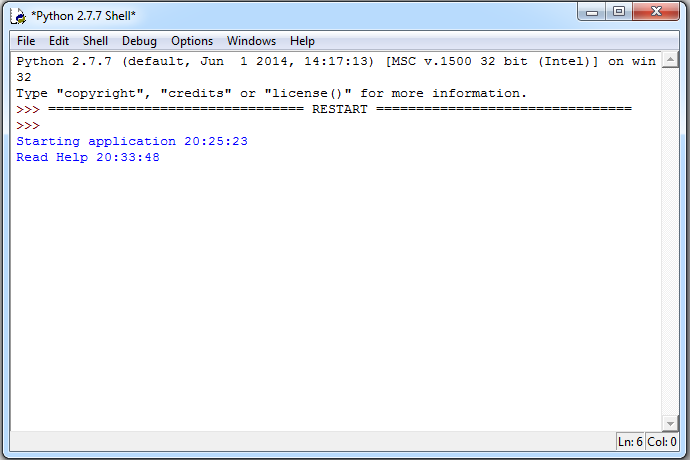 *Python 2.7.7 Shell*
File Edit Shell Debug Options Windows Help
Python 2.7.7 (default, Jun  1 2014, 14:17:13) [MSC v.1500 32 bit (Intel)] on win
32
Type "copyright", "credits" or "license()" for more information.
>>> ================================ RESTART ================================
>>>
Starting application 20:25:23
Read Help 20:33:48
Ln: 6 Col: 0